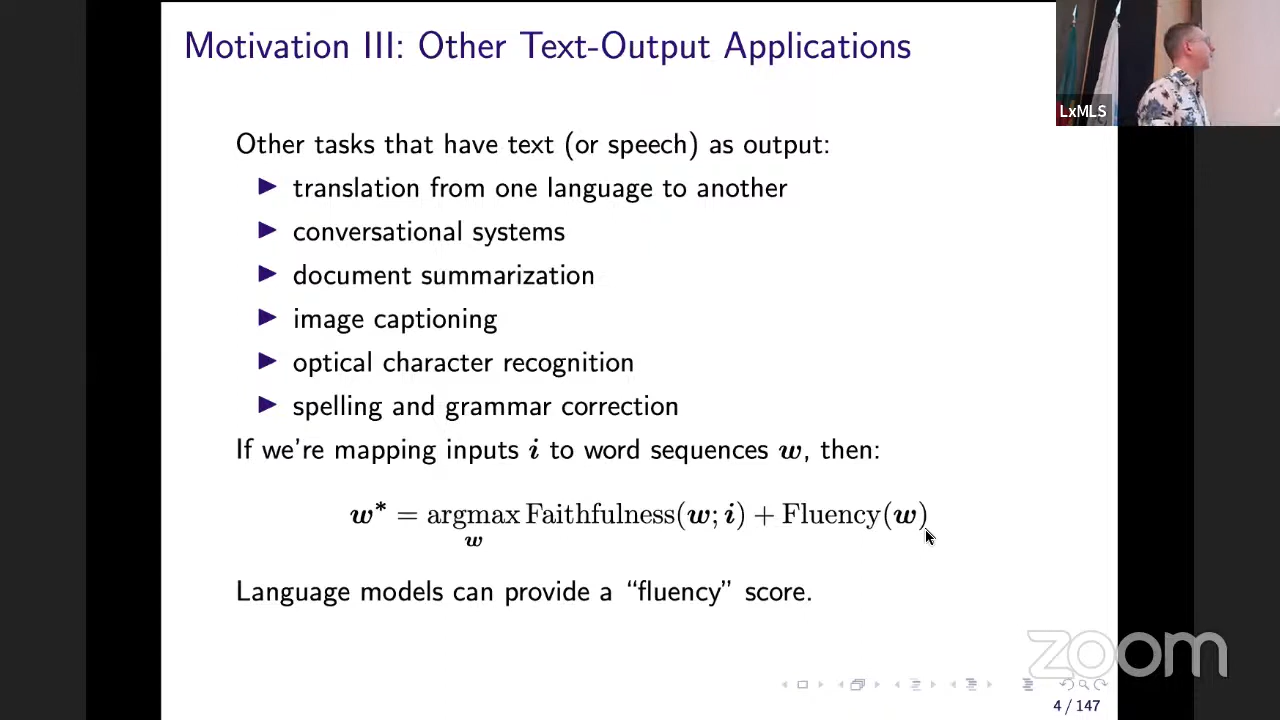 Motivation III: Other Text-Output Applications
LxMLS
Other tasks that have text (or speech) as output:
▶ translation from one language to another
▶ conversational systems
▶ document summarization
▶ image captioning
▶ optical character recognition
▶ spelling and grammar correction
If we're mapping inputs i to word sequences w, then:
w* = argmax Faithfulness(w; i) + Fluency(w)
w
Language models can provide a “fluency” score.
zoom
4 / 147